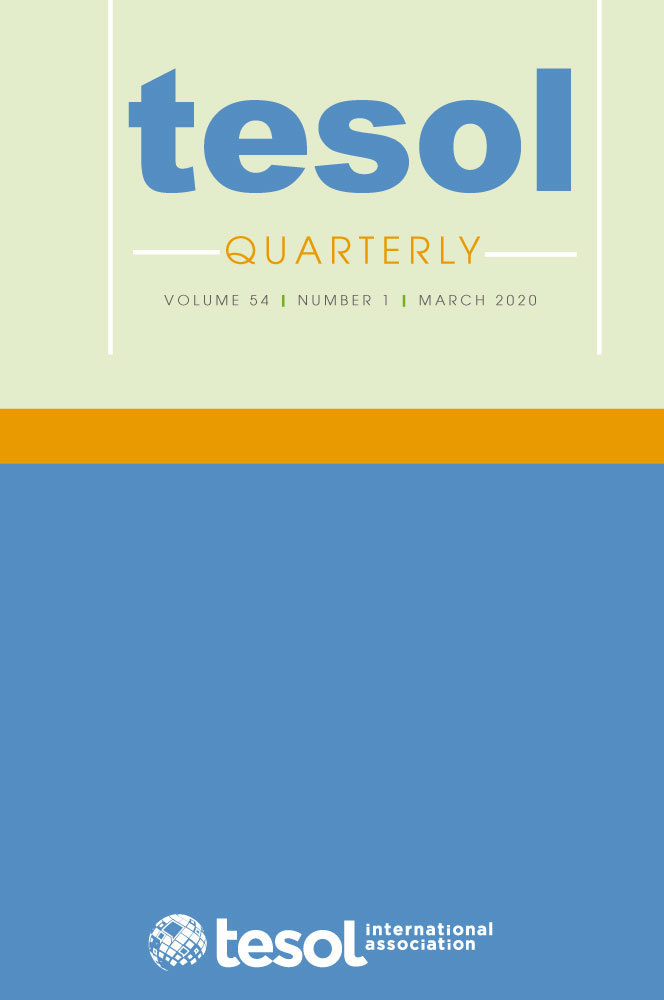 tesol
QUARTERLY
VOLUME 54 | NUMBER 1 | MARCH 2020
tesol international
association